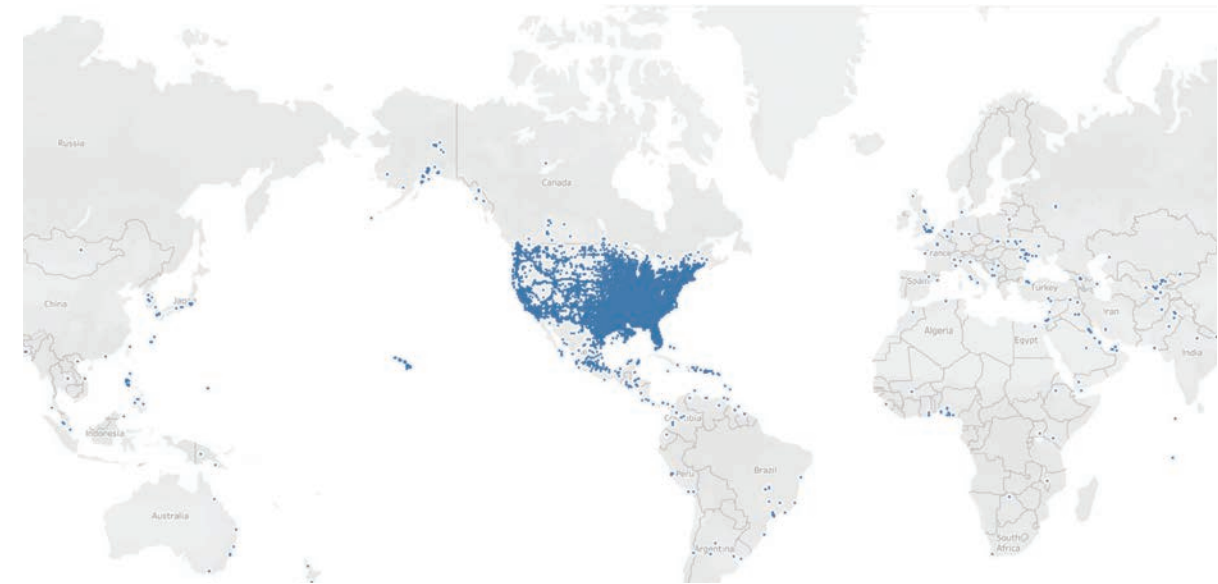 Russia
Canada
China
Japan
France
Spain
Turkey
Iran
Algeria
Egypt
India
Indonesia
Colombia
Peru
Brazil
Australia
Argentina
South
Africa